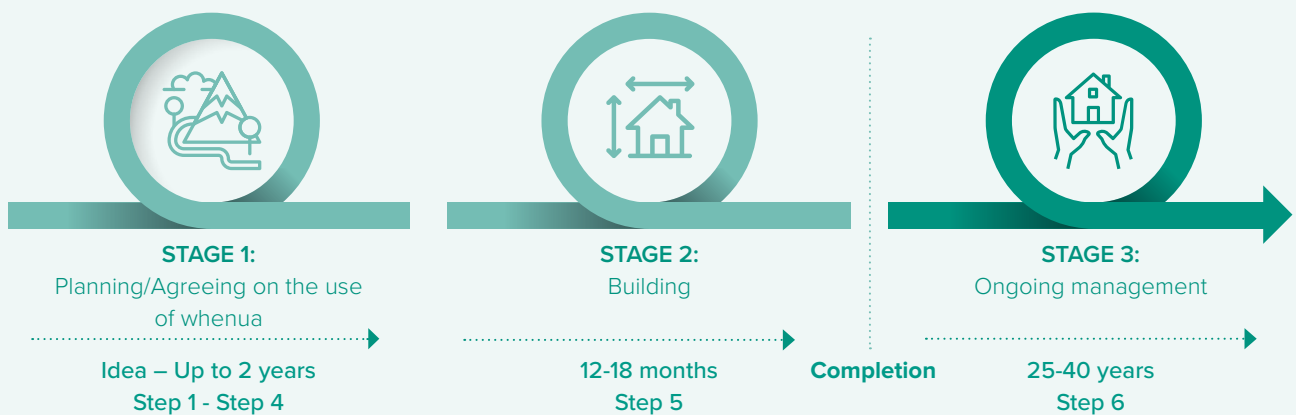 STAGE 1:
Planning/Agreeing on the use
of whenua
Idea – Up to 2 years
Step 1 - Step 4
STAGE 2:
Building
12-18 months
Step 5
Completion
STAGE 3:
Ongoing management
25-40 years
Step 6